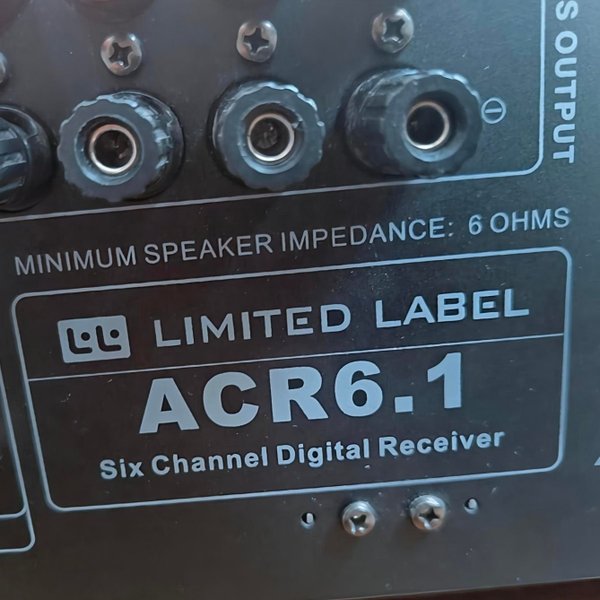 S OUTPUT
MINIMUM SPEAKER IMPEDANCE: 6 OHMS
LIMITED LABEL
ACR6.1
Six Channel Digital Receiver